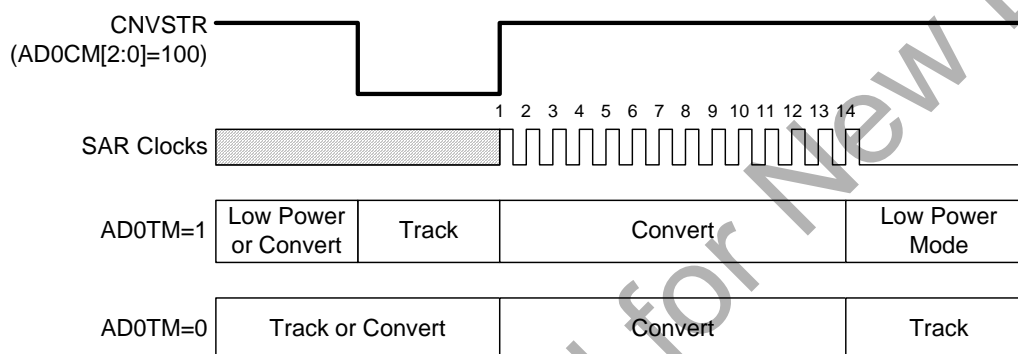 CNVSTR
(AD0CM[2:0]=100)
1 2 3 4 5 6 7 8 9 10 11 12 13 14
SAR Clocks
AD0TM=1
Low Power
or Convert
Track
Convert
Low Power
Mode
AD0TM=0
Track or Convert
Convert
Track
for New